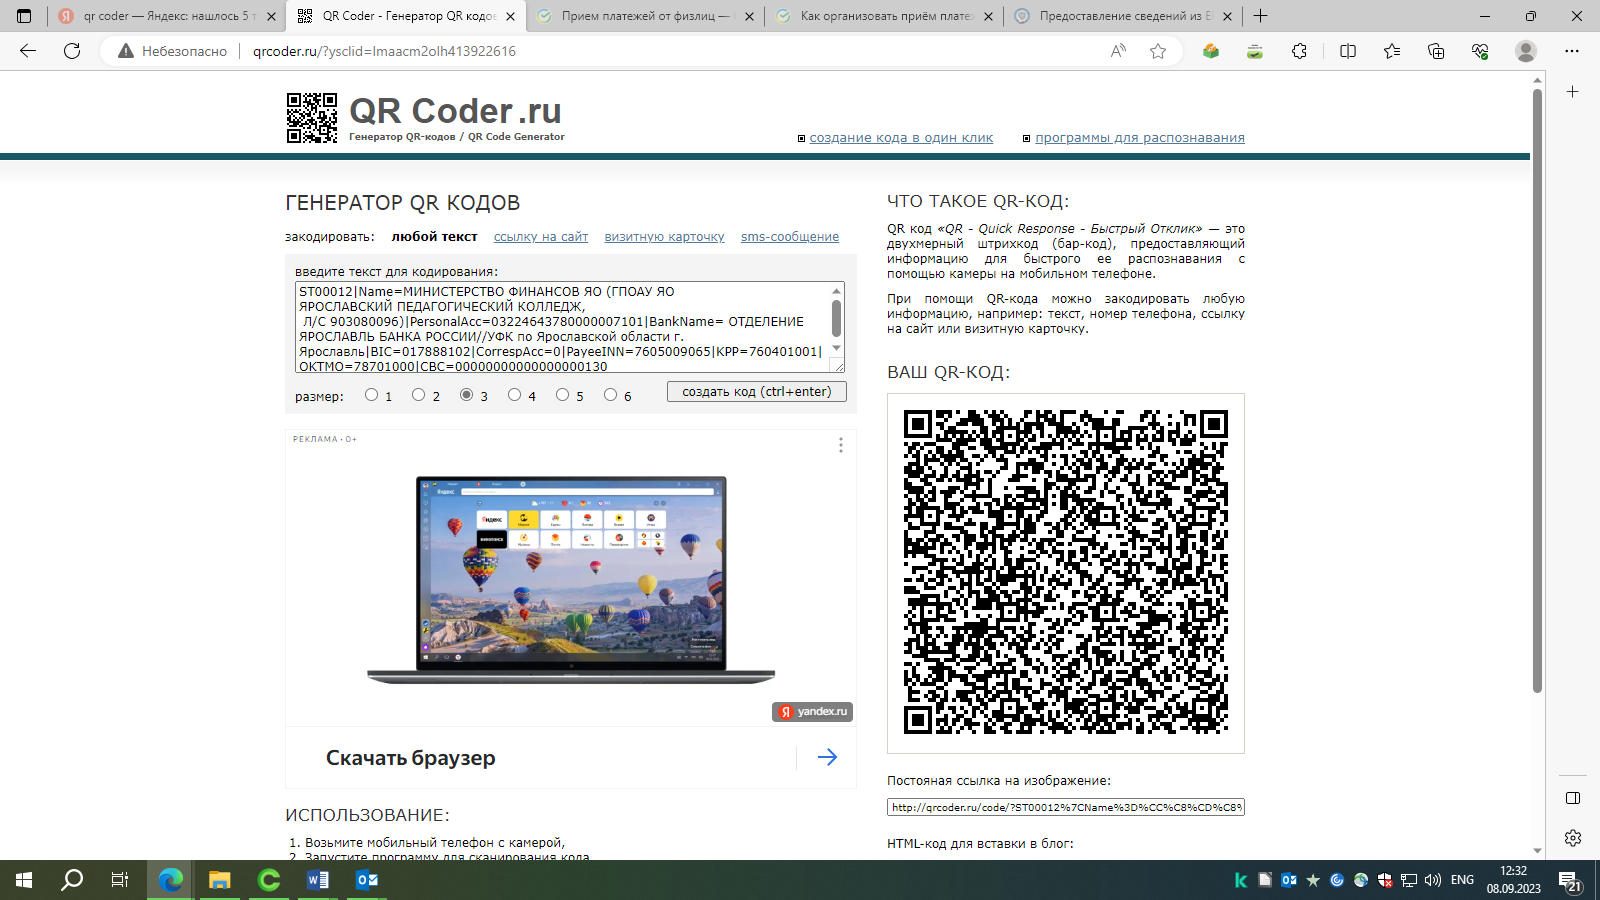 qr coder — Яндекс: нашлось 5 т
QR Coder - Генератор QR кодов
Прием платежей от физлиц —
Как организовать приём платеж
Предоставление сведений из ЕГ
Небезопасно
qrcoder.ru/?ysclid=lmaacm2olh413922616
QR Coder.ru
Генератор QR-кодов / QR Code Generator
создание кода в один клик
программы для распознавания
ГЕНЕРАТОР QR КОДОВ
закодировать: любой текст ссылку на сайт визитную карточку sms-сообщение
введите текст для кодирования:
ST00012|Name=МИНИСТЕРСТВО ФИНАНСОВ ЯО (ГПОАУ ЯО
ЯРОСЛАВСКИЙ ПЕДАГОГИЧЕСКИЙ КОЛЛЕДЖ,
Л/С 903080096)|PersonalAcc=03224643780000007101|BankName= ОТДЕЛЕНИЕ
ЯРОСЛАВЛЬ БАНКА РОССИИ//УФК по Ярославской области г.
Ярославль|BIC=017888102|CorrespAcc=0|PayeeINN=7605009065|KPP=760401001|
OKTMO=78701000|CBC=00000000000000000130
размер: 1 2 3 4 5 6
создать код (ctrl+enter)
РЕКЛАМА • 0+
Яндекс
yandex.ru
Скачать браузер
ИСПОЛЬЗОВАНИЕ:
1. Возьмите мобильный телефон с камерой,
2. Запустите программу для сканирования кода
ЧТО ТАКОЕ QR-КОД:
QR код «QR - Quick Response - Быстрый Отклик» — это
двухмерный штрихкод (бар-код), предоставляющий
информацию для быстрого ее распознавания с
помощью камеры на мобильном телефоне.
При помощи QR-кода можно закодировать любую
информацию, например: текст, номер телефона, ссылку
на сайт или визитную карточку.
ВАШ QR-КОД:
Постояная ссылка на изображение:
http://qrcoder.ru/code/?ST00012%7CName%3D%CC%C8%CD%C8%
HTML-код для вставки в блог:
ENG
12:32
08.09.2023
21